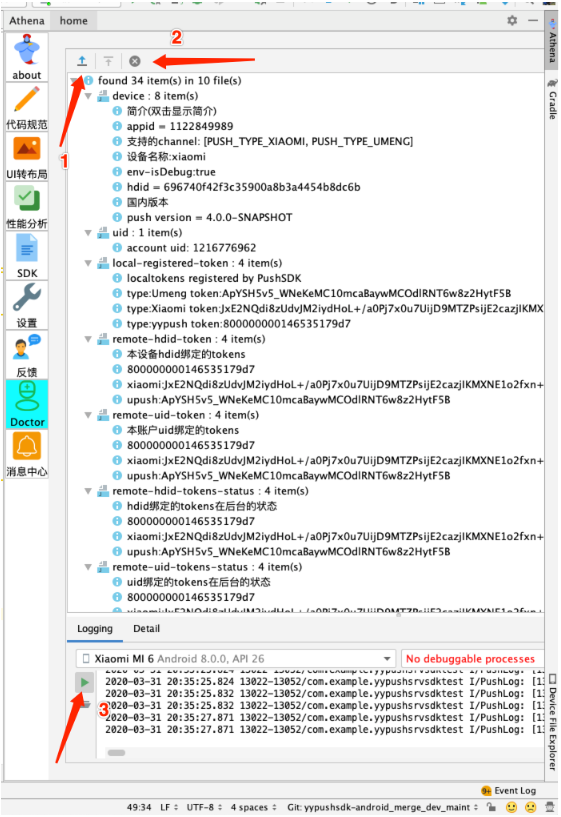 Athena
home
2
about
代码规范
UI转布局
性能分析
SDK
设置
反馈
Doctor
消息中心
1
found 34 item(s) in 10 file(s)
device : 8 item(s)
简介(双击显示简介)
appid = 1122849989
支持的channel: [PUSH_TYPE_XIAOMI, PUSH_TYPE_UMENG]
设备名称:xiaomi
env-isDebug:true
hdid = 696740f42f3c35900a8b3a4454b8dc6b
国内版本
push version = 4.0.0-SNAPSHOT
uid : 1 item(s)
account uid: 1216776962
local-registered-token : 4 item(s)
localtokens registered by PushSDK
type:Umeng token:ApYSH5v5_WNeKeMC10mcaBaywMCOdlRNT6w8z2HytF5B
type:Xiaomi token:JxE2NQdi8zUdvJM2iydHoL+/a0Pj7x0u7UijD9MTZPsijE2cazjIKMX
type:yypush token:800000000146535179d7
remote-hdid-token : 4 item(s)
本设备hdid绑定的tokens
800000000146535179d7
xiaomi:JxE2NQdi8zUdvJM2iydHoL+/a0Pj7x0u7UijD9MTZPsijE2cazjIKMXNE1o2fxn+
upush:ApYSH5v5_WNeKeMC10mcaBaywMCOdlRNT6w8z2HytF5B
remote-uid-token : 4 item(s)
本账户uid绑定的tokens
800000000146535179d7
xiaomi:JxE2NQdi8zUdvJM2iydHoL+/a0Pj7x0u7UijD9MTZPsijE2cazjIKMXNE1o2fxn+
upush:ApYSH5v5_WNeKeMC10mcaBaywMCOdlRNT6w8z2HytF5B
remote-hdid-tokens-status : 4 item(s)
hdid绑定的tokens在后台的状态
800000000146535179d7
xiaomi:JxE2NQdi8zUdvJM2iydHoL+/a0Pj7x0u7UijD9MTZPsijE2cazjIKMXNE1o2fxn+
upush:ApYSH5v5_WNeKeMC10mcaBaywMCOdlRNT6w8z2HytF5B
remote-uid-tokens-status : 4 item(s)
uid绑定的tokens在后台的状态
800000000146535179d7
Logging Detail
Xiaomi MI 6 Android 8.0.0, API 26
No debuggable processes
2020-03-31 20:35:25.824 13022-13052/com.example.yypushsrvsdktest I/PushLog: [13
2020-03-31 20:35:25.832 13022-13052/com.example.yypushsrvsdktest I/PushLog: [13
2020-03-31 20:35:25.832 13022-13052/com.example.yypushsrvsdktest I/PushLog: [13
2020-03-31 20:35:27.871 13022-13052/com.example.yypushsrvsdktest I/PushLog: [13
2020-03-31 20:35:27.871 13022-13052/com.example.yypushsrvsdktest I/PushLog: [13
3
Athena
Gradle
Device File Explorer
9+ Event Log
49:34 LF UTF-8 4 spaces Git: yypushsdk-android_merge_dev_maint